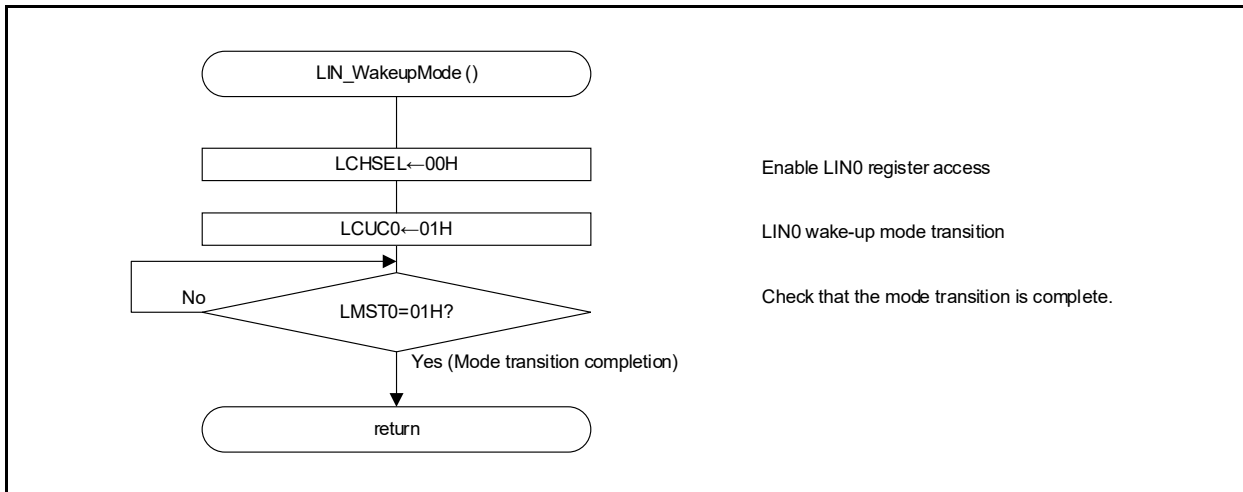 LIN_WakeupMode ()
LCHSEL←00H
Enable LIN0 register access
LCUC0←01H
LIN0 wake-up mode transition
No
LMST0=01H?
Check that the mode transition is complete.
Yes (Mode transition completion)
return